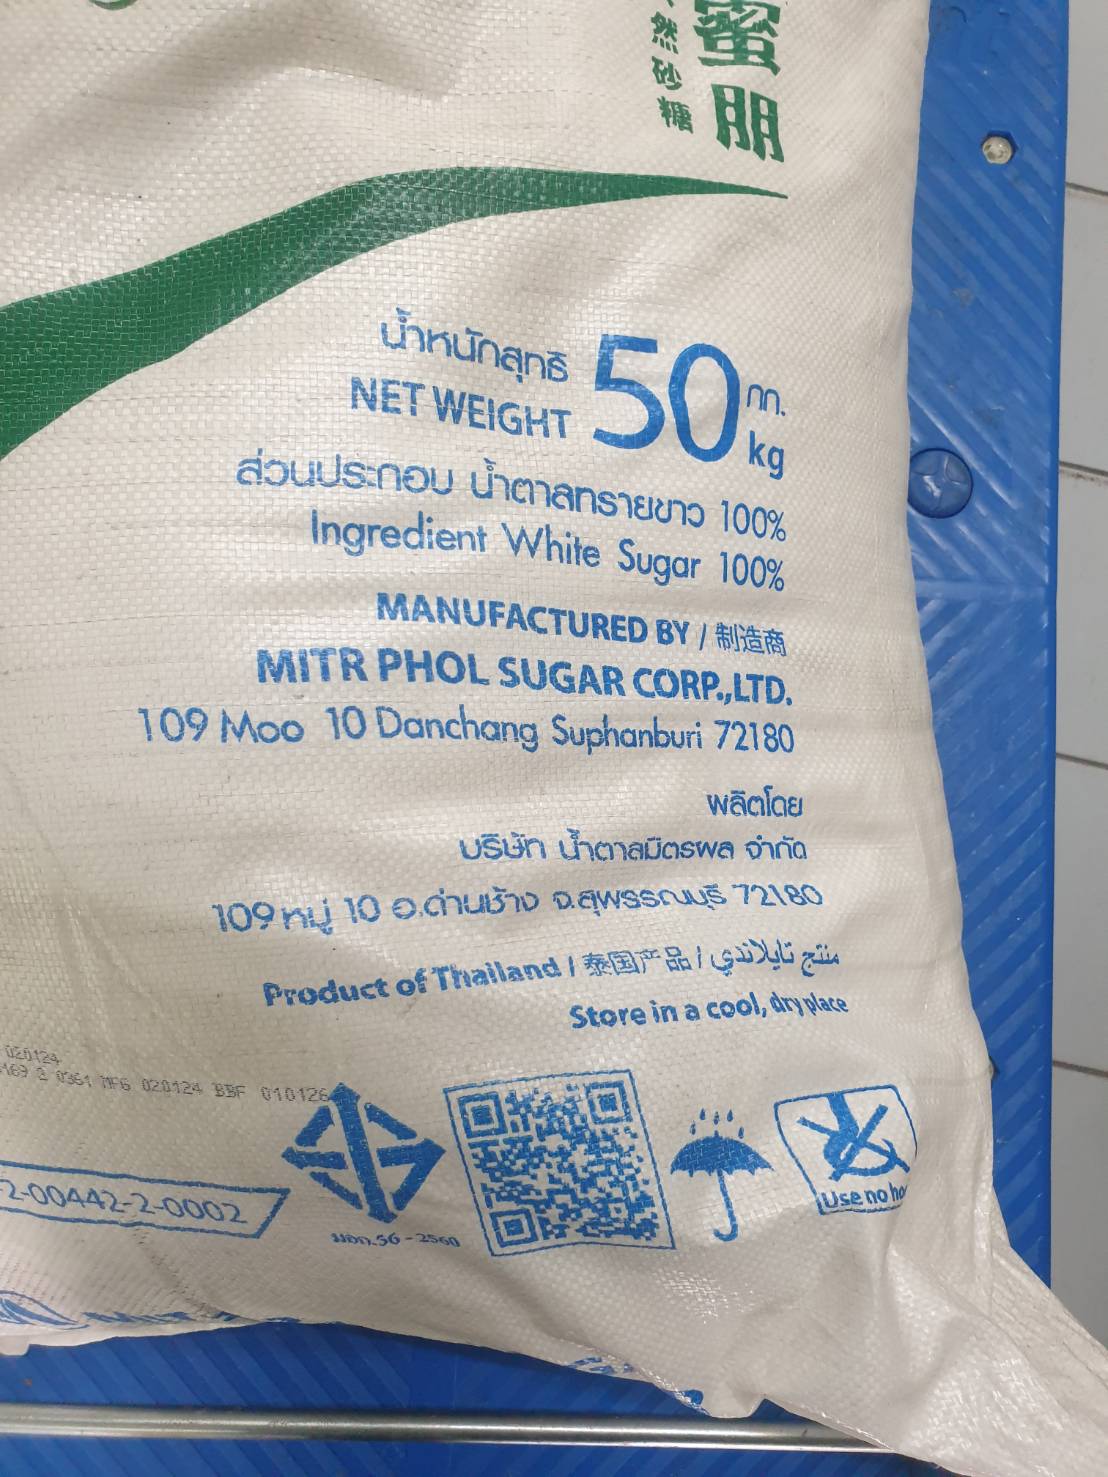 然砂糖
蜜朋
น้ำหนักสุทธิ 50 กก.
NET WEIGHT kg
ส่วนประกอบ น้ำตาลทรายขาว 100%
Ingredient White Sugar 100%
MANUFACTURED BY / 制造商
MITR PHOL SUGAR CORP.,LTD.
109 Moo 10 Danchang Suphanburi 72180
ผลิตโดย
บริษัท น้ำตาลมิตรผล จำกัด
109 หมู่ 10 อ.ด่านช้าง จ.สุพรรณบุรี 72180
Product of Thailand / 泰国产品 / منتج تايلاندي
Store in a cool, dry place
020124
169 2 0361 MFG 020124 BBF 010126
2-00442-2-0002
มอก.56-2560
Use no